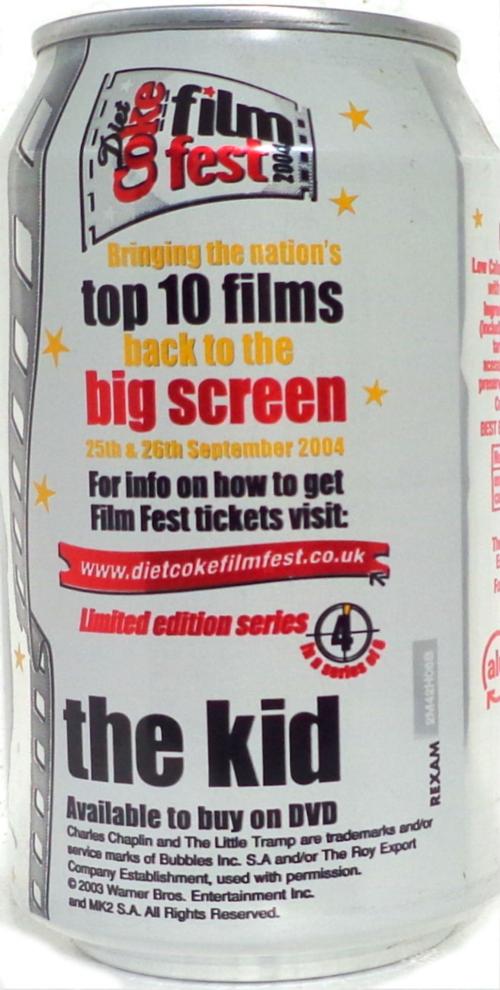 Diet Coke film fest 2004
Bringing the nation's
top 10 films
back to the
big screen
25th & 26th September 2004
For info on how to get
Film Fest tickets visit:
www.dietcokefilmfest.co.uk
Limited edition series 4
in a series of 8
the kid
Available to buy on DVD
Charles Chaplin and The Little Tramp are trademarks and/or
service marks of Bubbles Inc. S.A and/or The Roy Export
Company Establishment, used with permission.
© 2003 Warner Bros. Entertainment Inc.
and MK2 S.A. All Rights Reserved.
REXAM